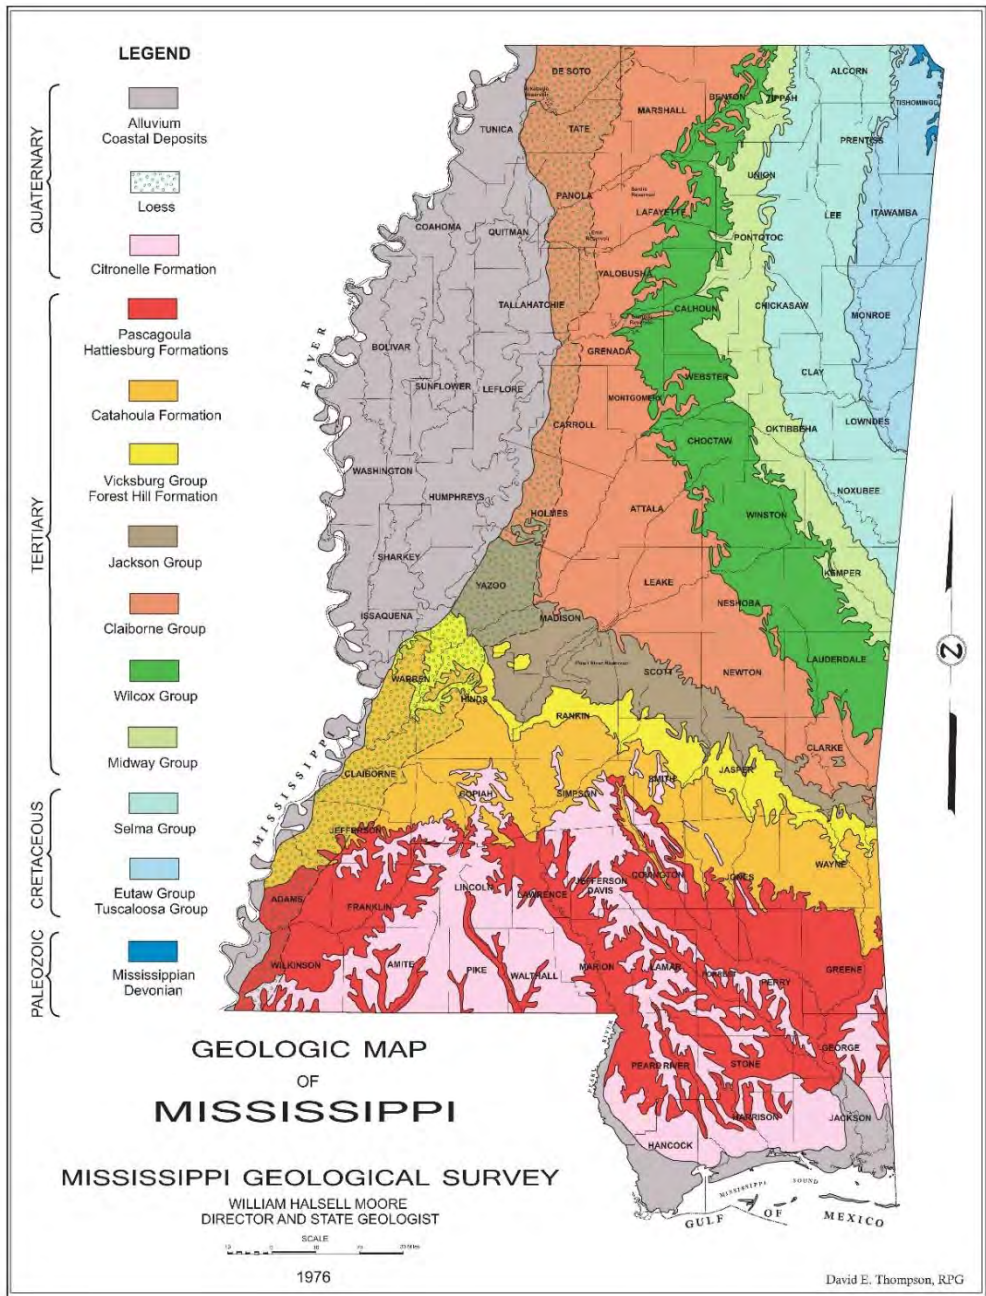 LEGEND
QUATERNARY
Alluvium
Coastal Deposits
Loess
Citronelle Formation
TERTIARY
Pascagoula
Hattiesburg Formations
Catahoula Formation
Vicksburg Group
Forest Hill Formation
Jackson Group
Claiborne Group
Wilcox Group
Midway Group
CRETACEOUS
Selma Group
Eutaw Group
Tuscaloosa Group
PALEOZOIC
Mississippian
Devonian
DE SOTO
MARSHALL
BENTON
TIPPAH
ALCORN
TISHOMINGO
TUNICA
TATE
PRENTISS
UNION
PANOLA
LAFAYETTE
LEE
ITAWAMBA
COAHOMA
QUITMAN
PONTOTOC
YALOBUSHA
TALLAHATCHIE
CALHOUN
CHICKASAW
MONROE
BOLIVAR
GRENADA
SUNFLOWER
LEFLORE
WEBSTER
CLAY
MONTGOMERY
CARROLL
OKTIBBEHA
LOWNDES
CHOCTAW
WASHINGTON
HUMPHREYS
NOXUBEE
HOLMES
ATTALA
WINSTON
SHARKEY
KEMPER
YAZOO
LEAKE
NESHOBA
ISSAQUENA
MADISON
LAUDERDALE
SCOTT
NEWTON
WARREN
HINDS
RANKIN
CLARKE
JASPER
SMITH
CLAIBORNE
COPIAH
SIMPSON
JEFFERSON
WAYNE
COVINGTON
JONES
JEFFERSON
DAVIS
LINCOLN
LAWRENCE
ADAMS
FRANKLIN
WILKINSON
AMITE
PIKE
WALTHALL
MARION
LAMAR
FORREST
PERRY
GREENE
GEORGE
PEARL RIVER
STONE
HARRISON
JACKSON
HANCOCK
RIVER
MISSISSIPPI
PEARL RIVER
MISSISSIPPI SOUND
GULF OF MEXICO
N
GEOLOGIC MAP
OF
MISSISSIPPI
MISSISSIPPI GEOLOGICAL SURVEY
WILLIAM HALSELL MOORE
DIRECTOR AND STATE GEOLOGIST
SCALE
1976
David E. Thompson, RPG